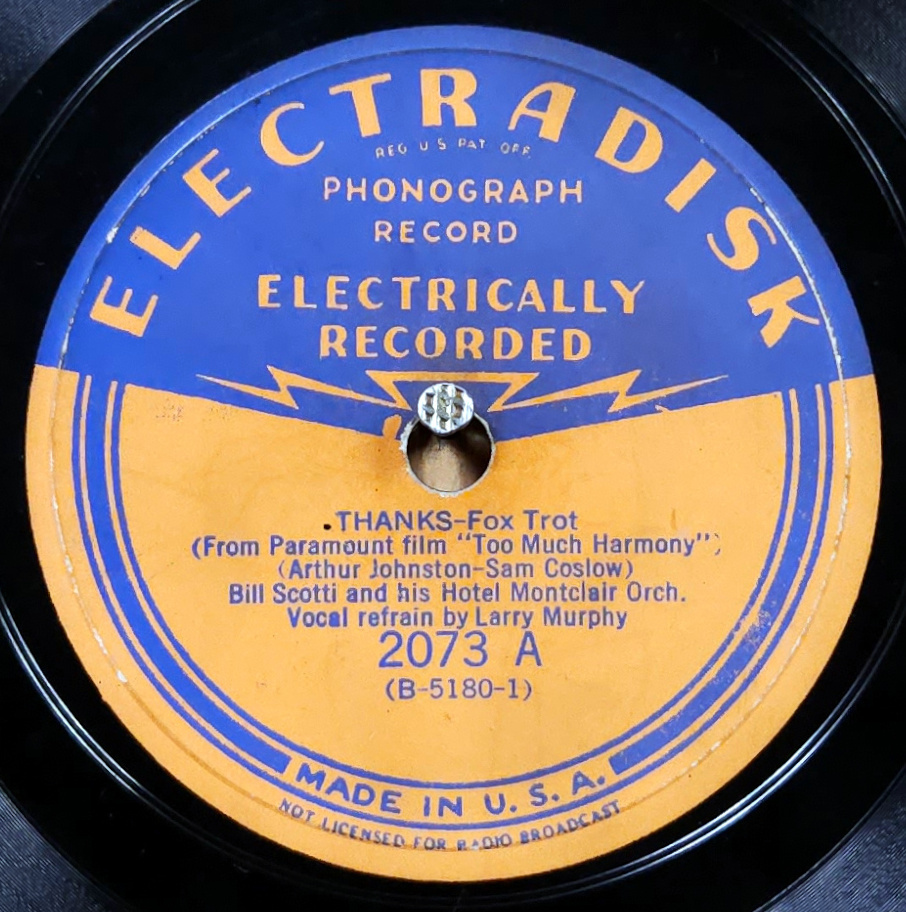 ELECTRADISK
REG U S PAT OFF
PHONOGRAPH
RECORD
ELECTRICALLY
RECORDED
THANKS-Fox Trot
(From Paramount film "Too Much Harmony")
(Arthur Johnston-Sam Coslow)
Bill Scotti and his Hotel Montclair Orch.
Vocal refrain by Larry Murphy
2073 A
(B-5180-1)
MADE IN U. S. A.
NOT LICENSED FOR RADIO BROADCAST